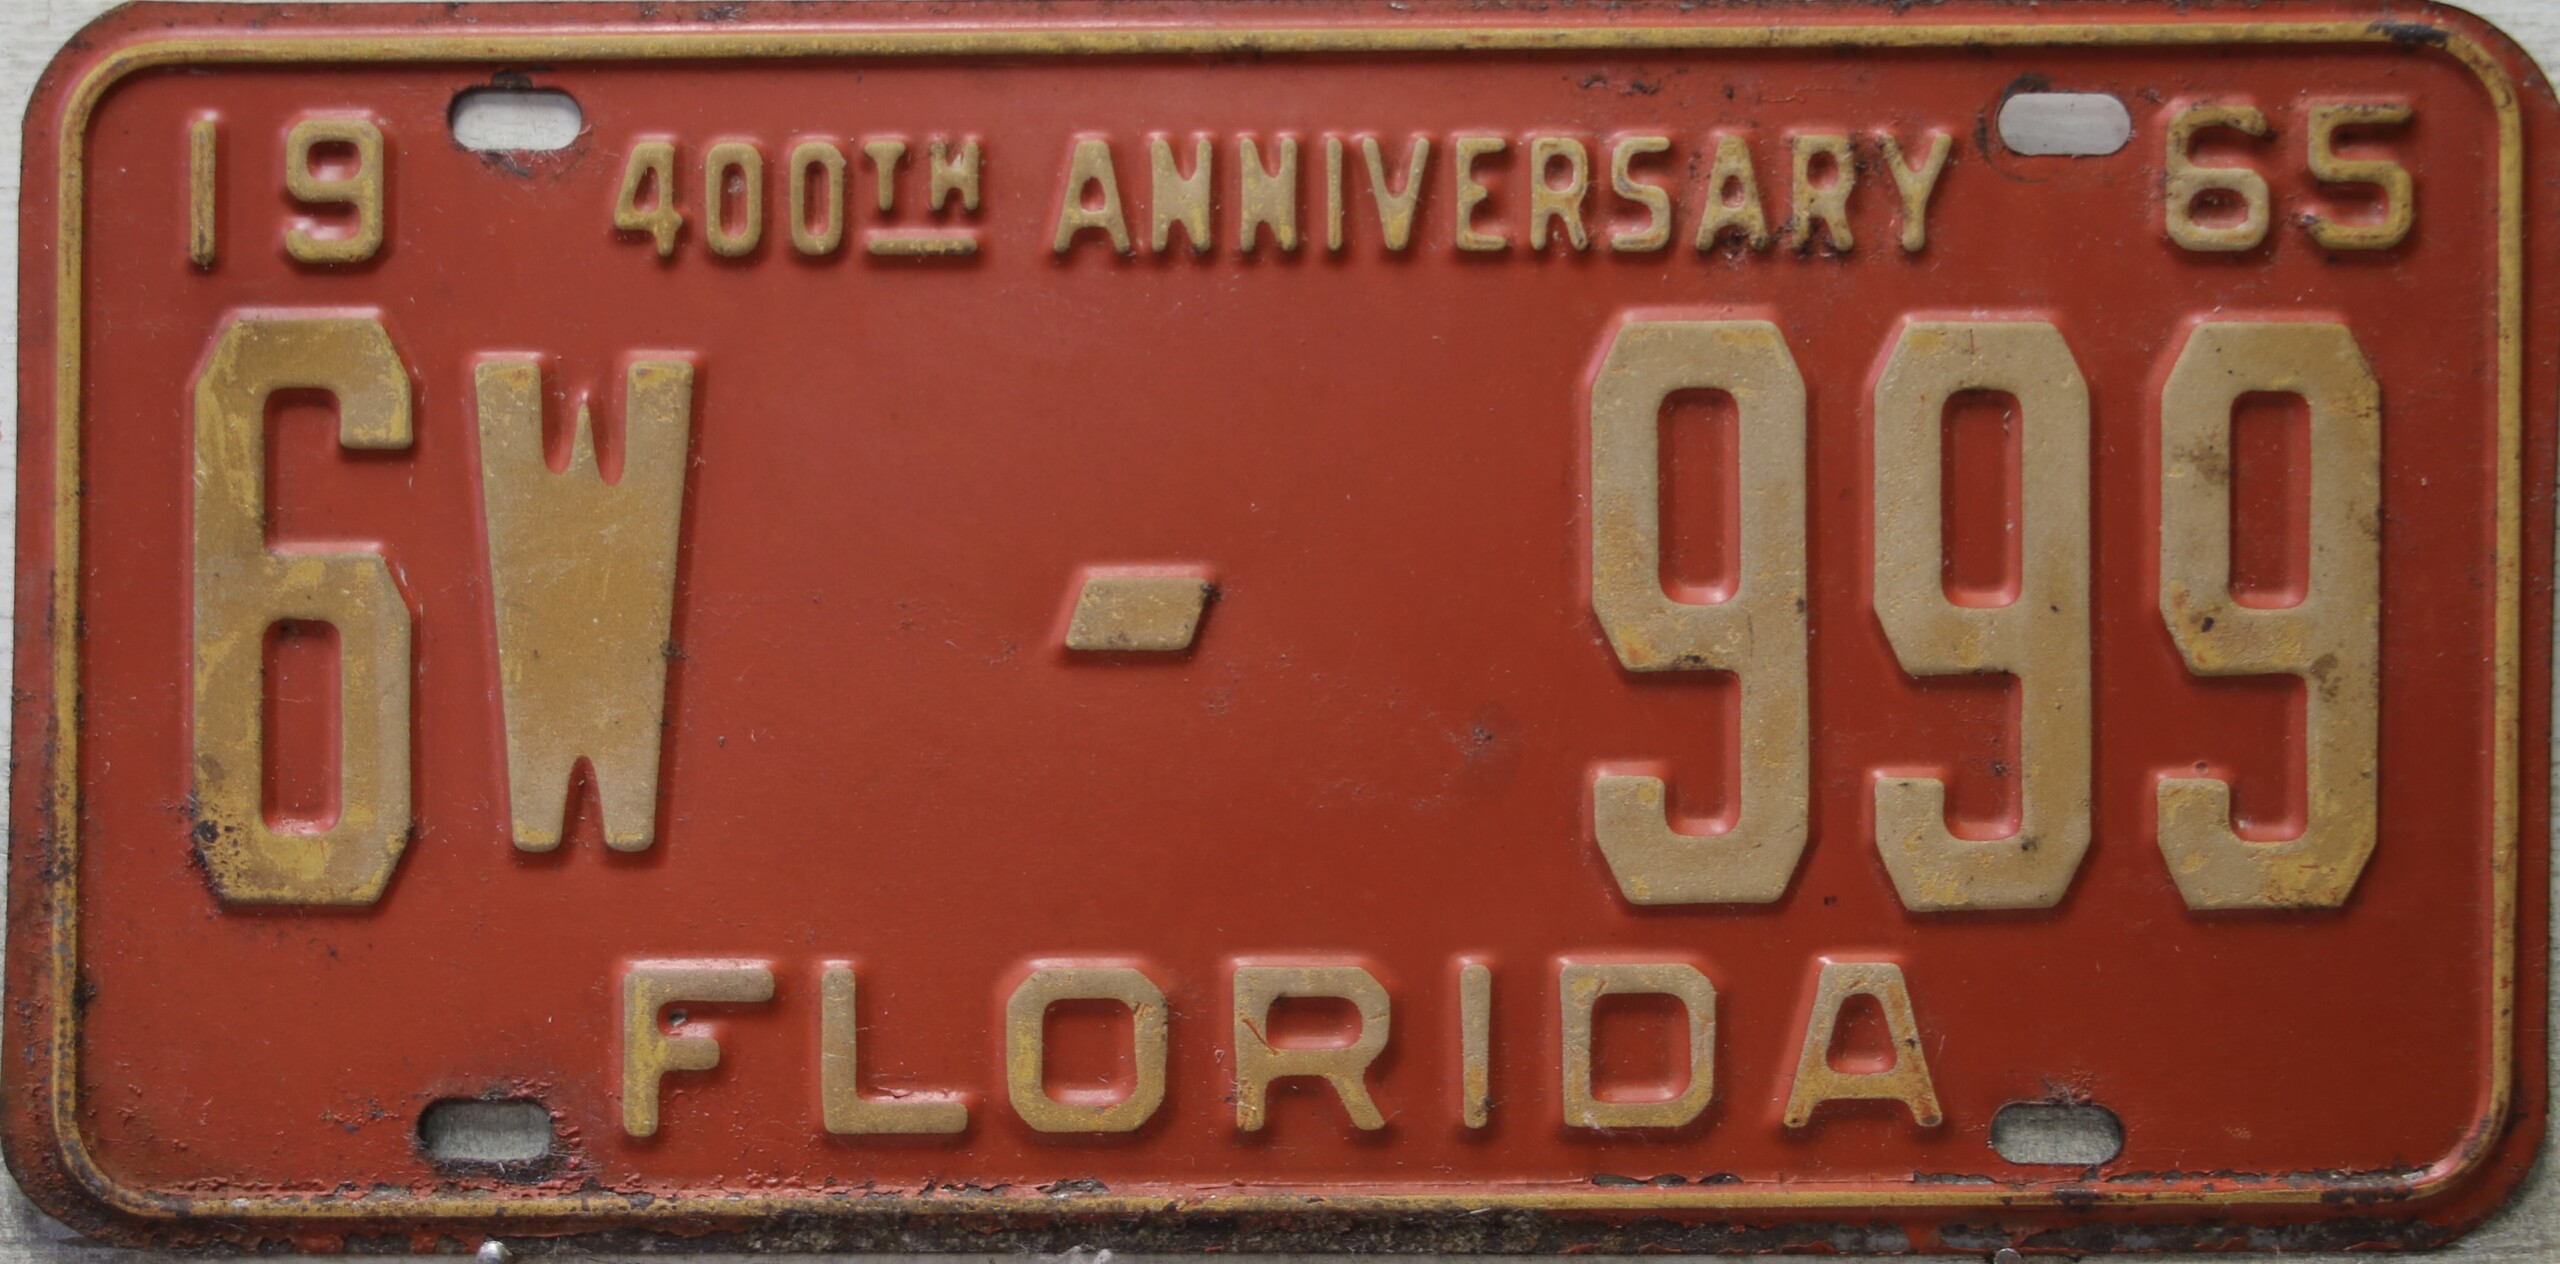 19 400TH ANNIVERSARY 65
6W - 999
FLORIDA